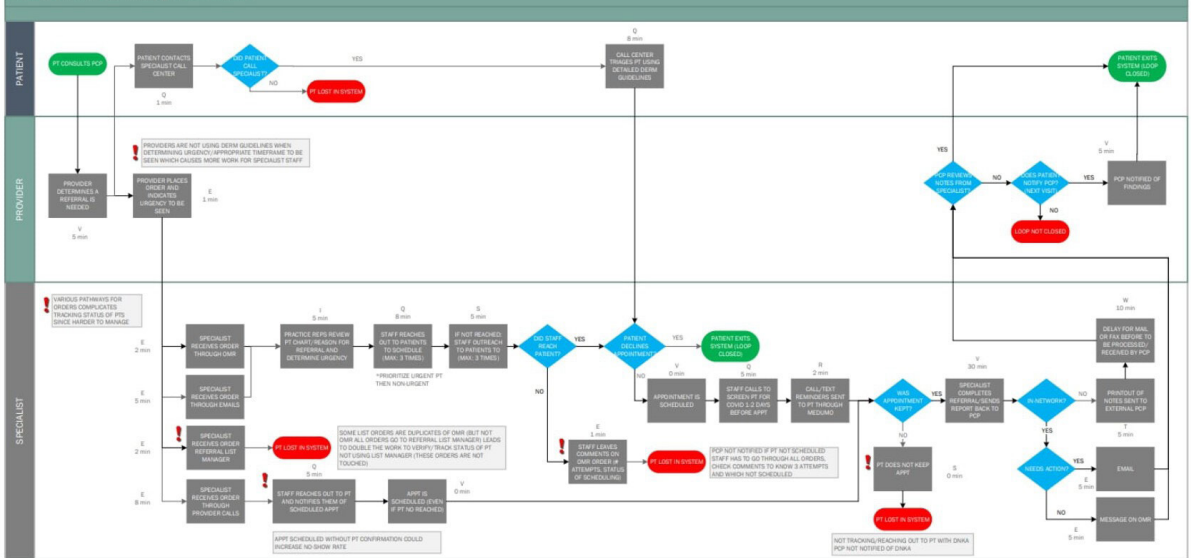 PATIENT
PT CONSULTS PCP
PATIENT CONTACTS
SPECIALIST CALL
CENTER
Q
1 min
DID PATIENT
CALL
SPECIALIST?
YES
NO
PT LOST IN SYSTEM
Q
8 min
CALL CENTER
TRIAGES PT USING
DETAILED DERM
GUIDELINES
PATIENT EXITS
SYSTEM (LOOP
CLOSED)
PROVIDER
PROVIDERS ARE NOT USING DERM GUIDELINES WHEN
DETERMINING URGENCY/APPROPRIATE TIMEFRAME TO BE
SEEN WHICH CAUSES MORE WORK FOR SPECIALIST STAFF
PROVIDER
DETERMINES A
REFERRAL IS
NEEDED
V
5 min
PROVIDER PLACES
ORDER AND
INDICATES
URGENCY TO BE
SEEN
E
1 min
YES
PCP REVIEWS
NOTES FROM
SPECIALIST?
NO
DOES PATIENT
NOTIFY PCP?
(NEXT VISIT)
YES
NO
LOOP NOT CLOSED
V
5 min
PCP NOTIFIED OF
FINDINGS
SPECIALIST
VARIOUS PATHWAYS FOR
ORDERS COMPLICATES
TRACKING STATUS OF PTS
SINCE HARDER TO MANAGE
E
2 min
SPECIALIST
RECEIVES ORDER
THROUGH OMR
I
5 min
PRACTICE REPS REVIEW
PT CHART/REASON FOR
REFERRAL AND
DETERMINE URGENCY
Q
8 min
STAFF REACHES
OUT TO PATIENTS
TO SCHEDULE
(MAX: 3 TIMES)
*PRIORITIZE URGENT PT
THEN NON-URGENT
S
5 min
IF NOT REACHED:
STAFF OUTREACH
TO PATIENTS TO
(MAX: 3 TIMES)
DID STAFF
REACH
PATIENT?
YES
NO
PATIENT
DECLINES
APPOINTMENT?
YES
NO
PATIENT EXITS
SYSTEM (LOOP
CLOSED)
E
5 min
SPECIALIST
RECEIVES ORDER
THROUGH EMAILS
V
0 min
APPOINTMENT IS
SCHEDULED
Q
5 min
STAFF CALLS TO
SCREEN PT FOR
COVID 1-2 DAYS
BEFORE APPT
R
2 min
CALL/TEXT
REMINDERS SENT
TO PT THROUGH
MEDUMO
WAS
APPOINTMENT
KEPT?
YES
NO
V
30 min
SPECIALIST
COMPLETES
REFERRAL/SENDS
REPORT BACK TO
PCP
IN NETWORK?
NO
YES
W
10 min
DELAY FOR MAIL
OR FAX BEFORE TO
BE PROCESSED/
RECEIVED BY PCP
PRINTOUT OF
NOTES SENT TO
EXTERNAL PCP
T
5 min
E
2 min
SPECIALIST
RECEIVES ORDER
REFERRAL LIST
MANAGER
PT LOST IN SYSTEM
SOME LIST ORDERS ARE DUPLICATES OF OMR (BUT NOT
OMR ALL ORDERS GO TO REFERRAL LIST MANAGER) LEADS
TO DOUBLE THE WORK TO VERIFY/TRACK STATUS OF PT
NOT USING LIST MANAGER (THESE ORDERS ARE NOT
TOUCHED)
E
1 min
STAFF LEAVES
COMMENTS ON
OMR ORDER (#
ATTEMPTS, STATUS
OF SCHEDULING)
PT LOST IN SYSTEM
PCP NOT NOTIFIED IF PT NOT SCHEDULED
STAFF HAS TO GO THROUGH ALL ORDERS,
CHECK COMMENTS TO KNOW 3 ATTEMPTS
AND WHICH NOT SCHEDULED
PT DOES NOT KEEP
APPT
S
0 min
PT LOST IN SYSTEM
NOT TRACKING/REACHING OUT TO PT WITH DNKA
PCP NOT NOTIFIED OF DNKA
NEEDS ACTION?
YES
E
5 min
EMAIL
NO
E
5 min
MESSAGE ON OMR
E
8 min
SPECIALIST
RECEIVES ORDER
THROUGH
PROVIDER CALLS
Q
5 min
STAFF REACHES OUT TO PT
AND NOTIFIES THEM OF
SCHEDULED APPT
V
0 min
APPT IS
SCHEDULED (EVEN
IF PT NO REACHED)
APPT SCHEDULED WITHOUT PT CONFIRMATION COULD
INCREASE NO-SHOW RATE